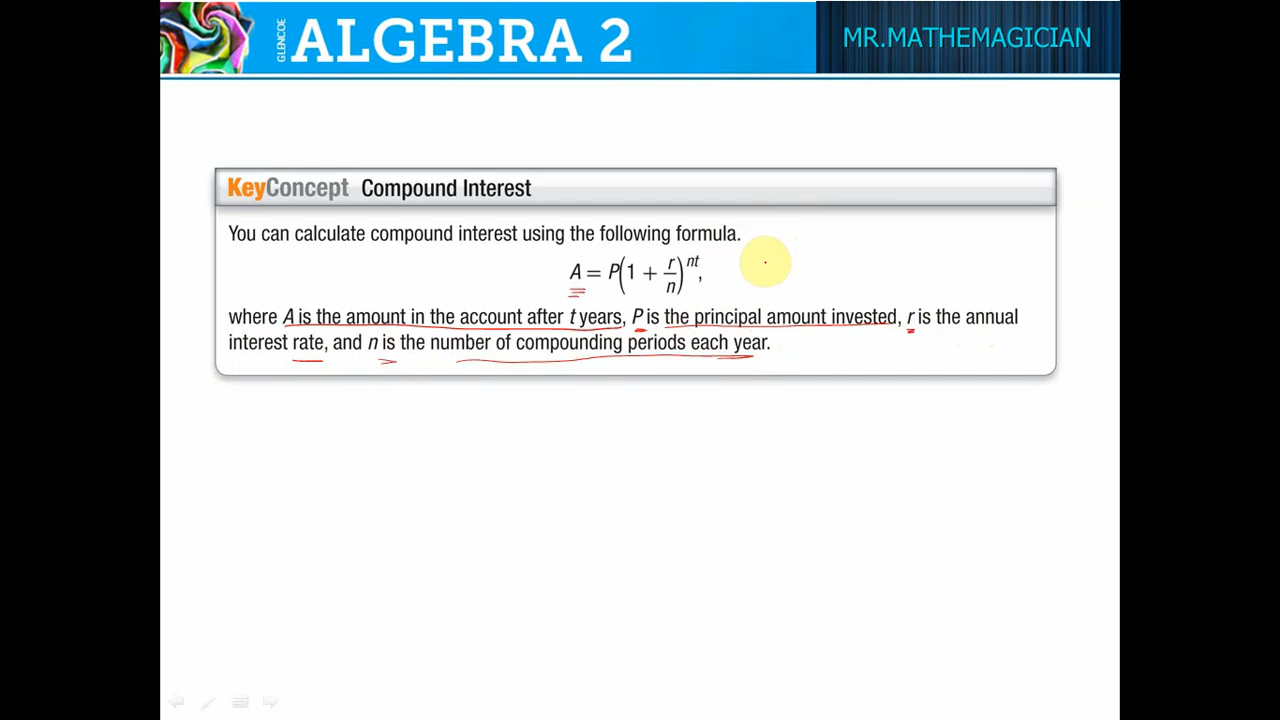 GLENCOE ALGEBRA 2
MR.MATHEMAGICIAN
KeyConcept Compound Interest
You can calculate compound interest using the following formula.
A = P(1 + r/n)^nt,
where A is the amount in the account after t years, P is the principal amount invested, r is the annual
interest rate, and n is the number of compounding periods each year.